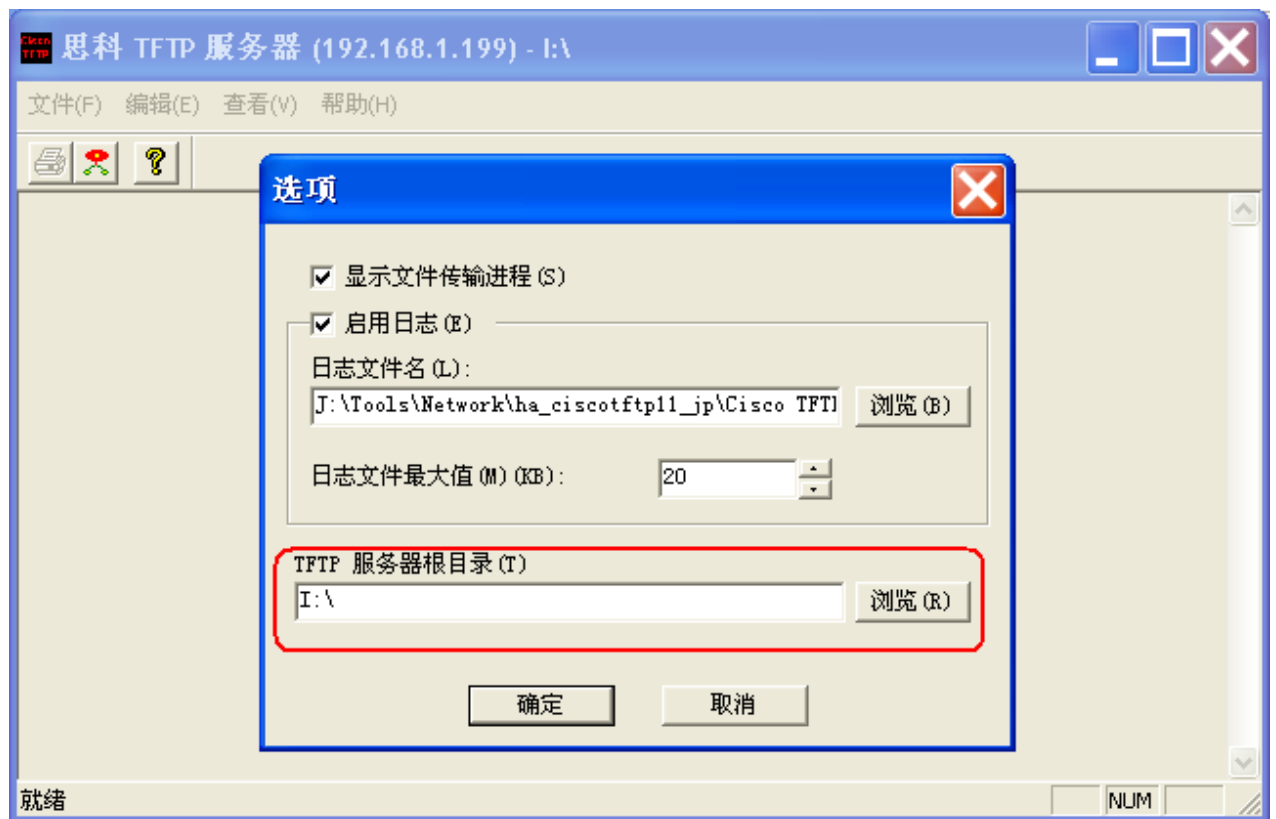 Cisco TFTP
思科 TFTP 服务器 (192.168.1.199) - I:\
文件(F) 编辑(E) 查看(V) 帮助(H)
选项
显示文件传输进程(S)
启用日志(E)
日志文件名(L):
J:\Tools\Network\ha_ciscotftp11_jp\Cisco TFT
浏览(B)
日志文件最大值(M)(KB):
20
TFTP 服务器根目录(T)
I:\
浏览(R)
确定 取消
就绪 NUM